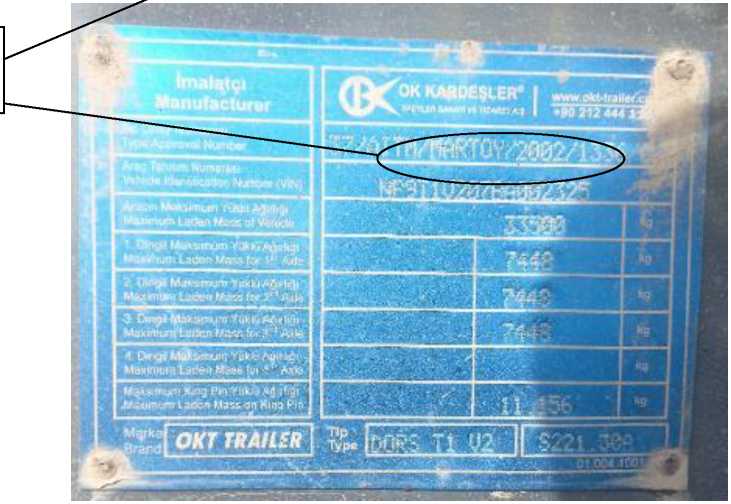 İmalatçı
Manufacturer
OK KARDEŞLER®
www.okt-trailer.c
+90 212 444
Type Approval Number
/MARTOY/2002/133
Araç Tanıtım Numarası
Vehicle Identification Number (VIN)
Aracın Maksimum Yüklü Ağırlığı
Maximum Laden Mass of Vehicle
33500 kg
1. Dingil Maksimum Yüklü Ağırlığı
Maximum Laden Mass for 1st Axle
7448 kg
2. Dingil Maksimum Yüklü Ağırlığı
Maximum Laden Mass for 2nd Axle
7448 kg
3. Dingil Maksimum Yüklü Ağırlığı
Maximum Laden Mass for 3rd Axle
7448 kg
4. Dingil Maksimum Yüklü Ağırlığı
Maximum Laden Mass for 4th Axle
kg
Maksimum King Pin Yüklü Ağırlığı
Maximum Laden Mass on King Pin
11.156 kg
Marka
Brand
OKT TRAILER
Tip
Type
DORS T1 V2
S221.30A